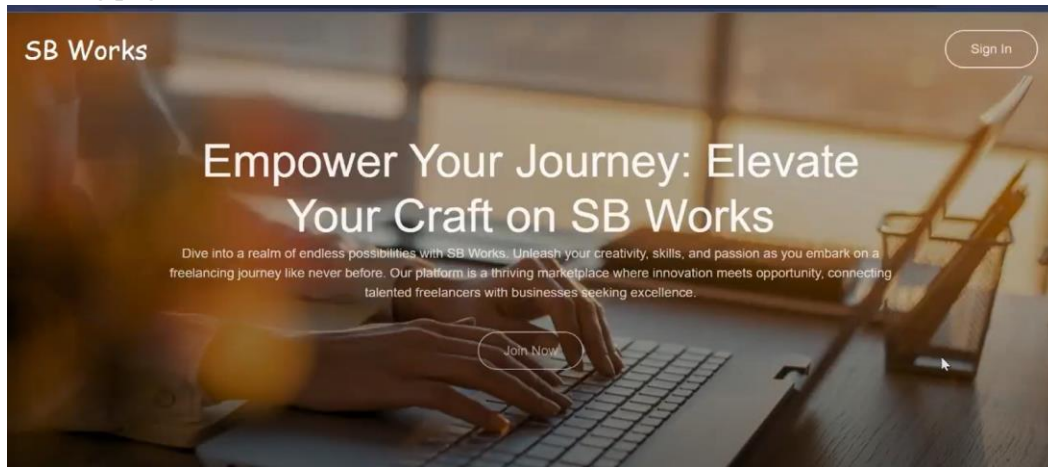 SB Works
Sign In
Empower Your Journey: Elevate
Your Craft on SB Works
Dive into a realm of endless possibilities with SB Works. Unleash your creativity, skills, and passion as you embark on a
freelancing journey like never before. Our platform is a thriving marketplace where innovation meets opportunity, connecting
talented freelancers with businesses seeking excellence.
Join Now